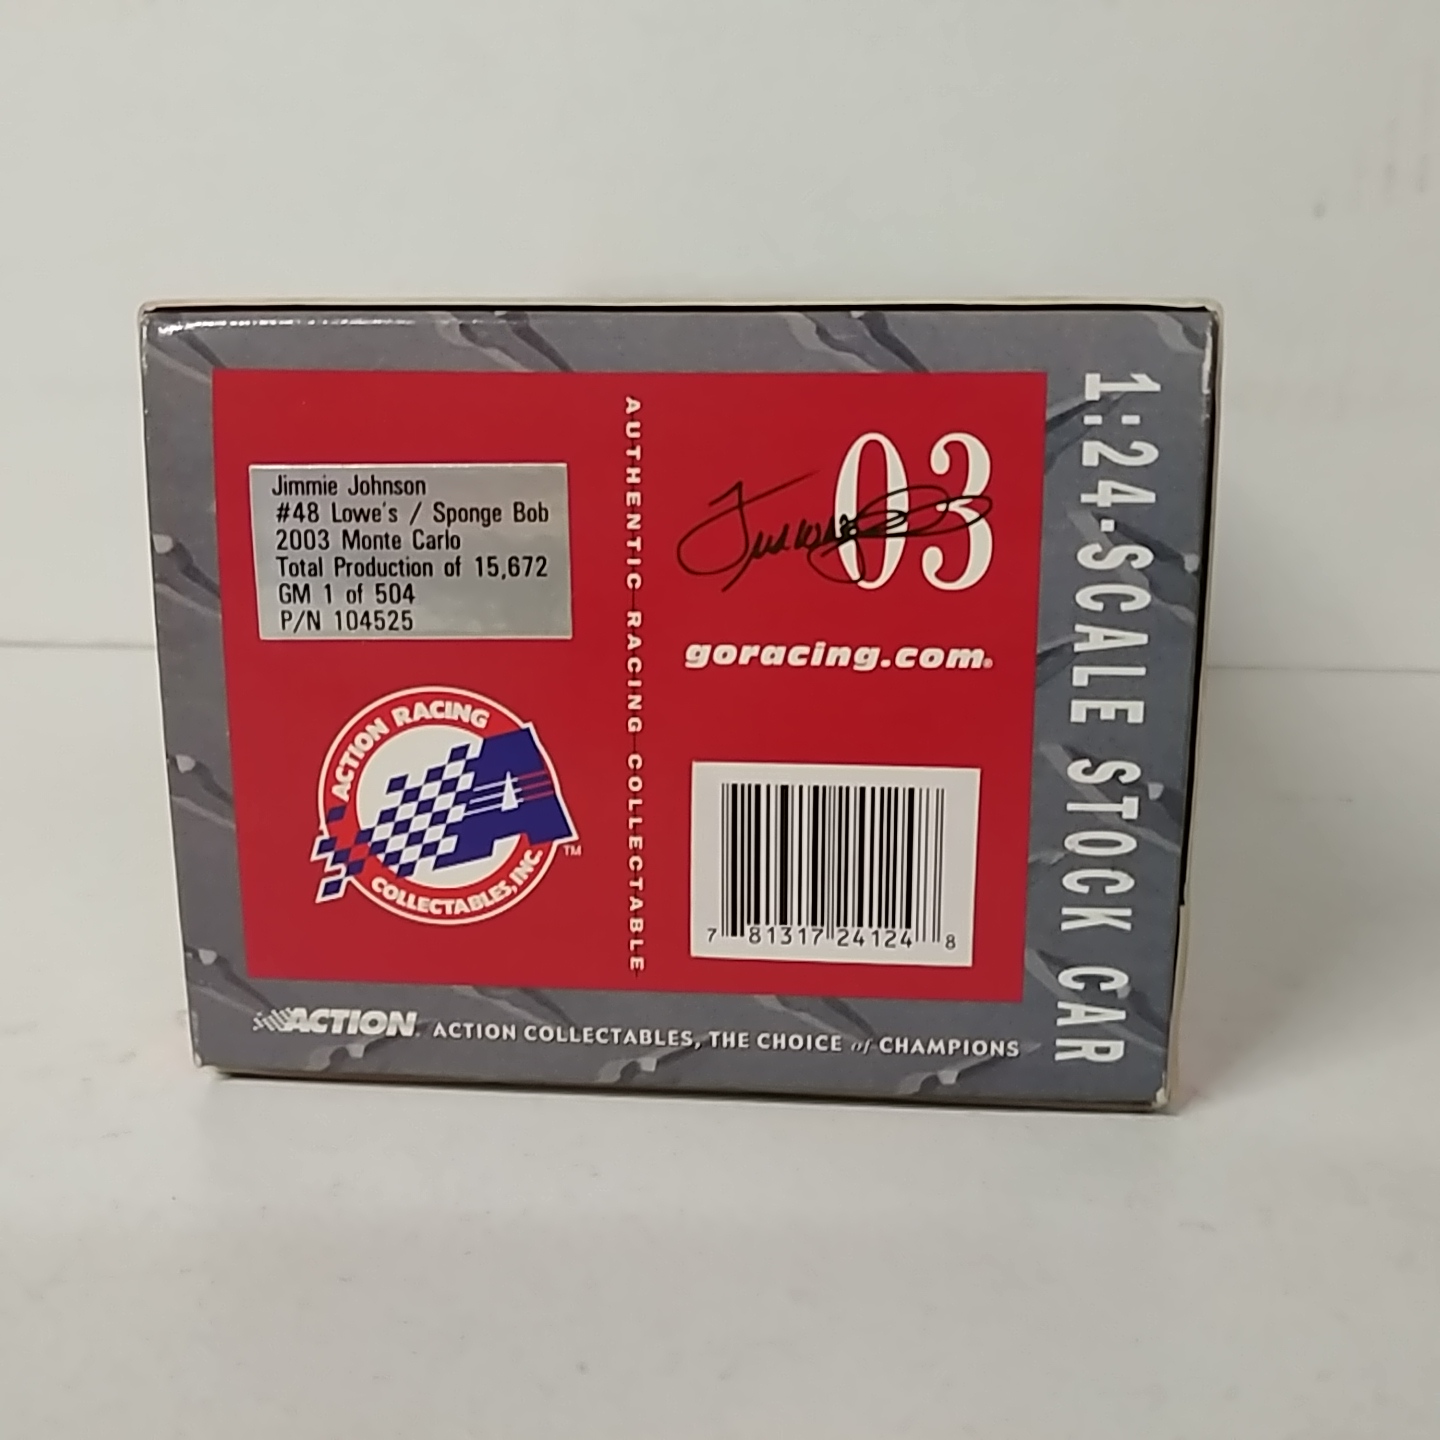 Jimmie Johnson
#48 Lowe's / Sponge Bob
2003 Monte Carlo
Total Production of 15,672
GM 1 of 504
P/N 104525
ACTION RACING
COLLECTABLES, INC.
TM
AUTHENTIC RACING COLLECTABLE
03
goracing.com®
7 81317 24124 8
1:24-SCALE STOCK CAR
ACTION
ACTION COLLECTABLES, THE CHOICE of CHAMPIONS